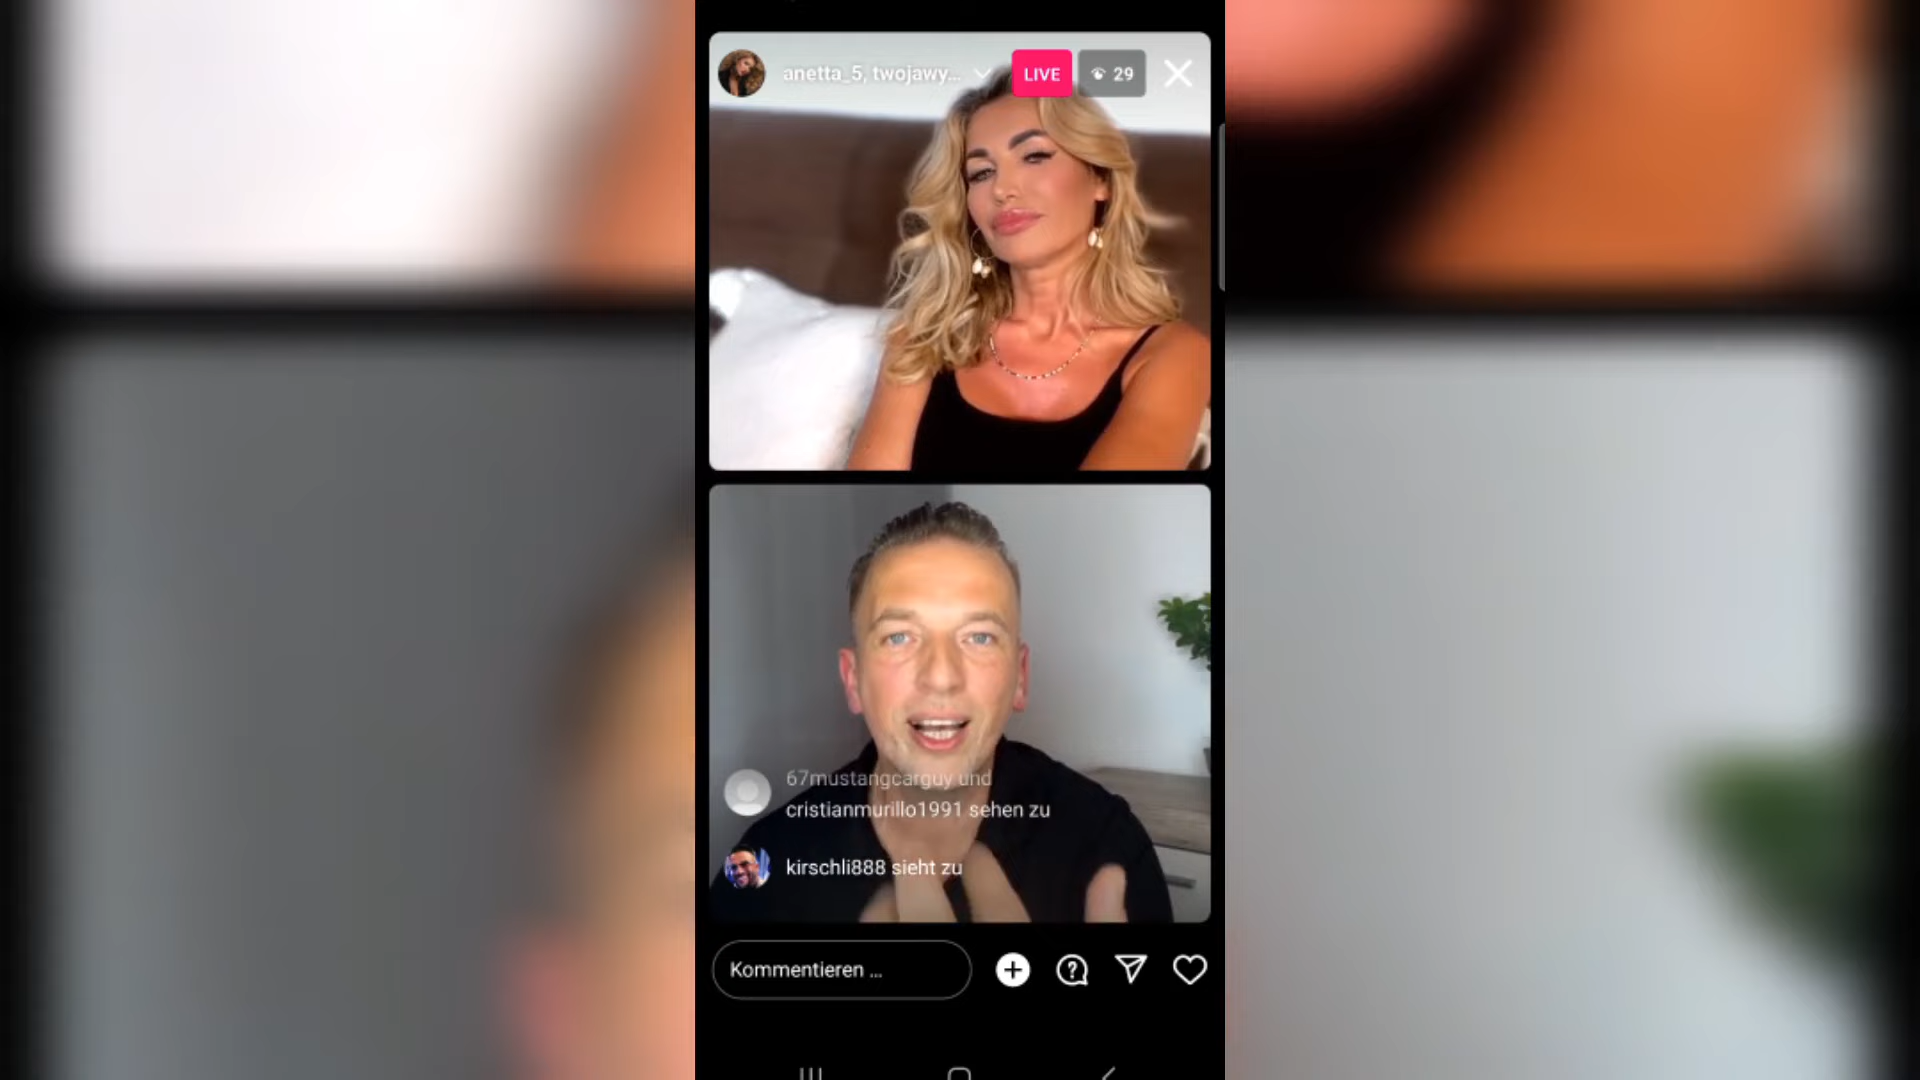 anetta_5, twojawy...
LIVE
29
67mustangcarguy und
cristianmurillo1991 sehen zu
kirschli888 sieht zu
Kommentieren ...